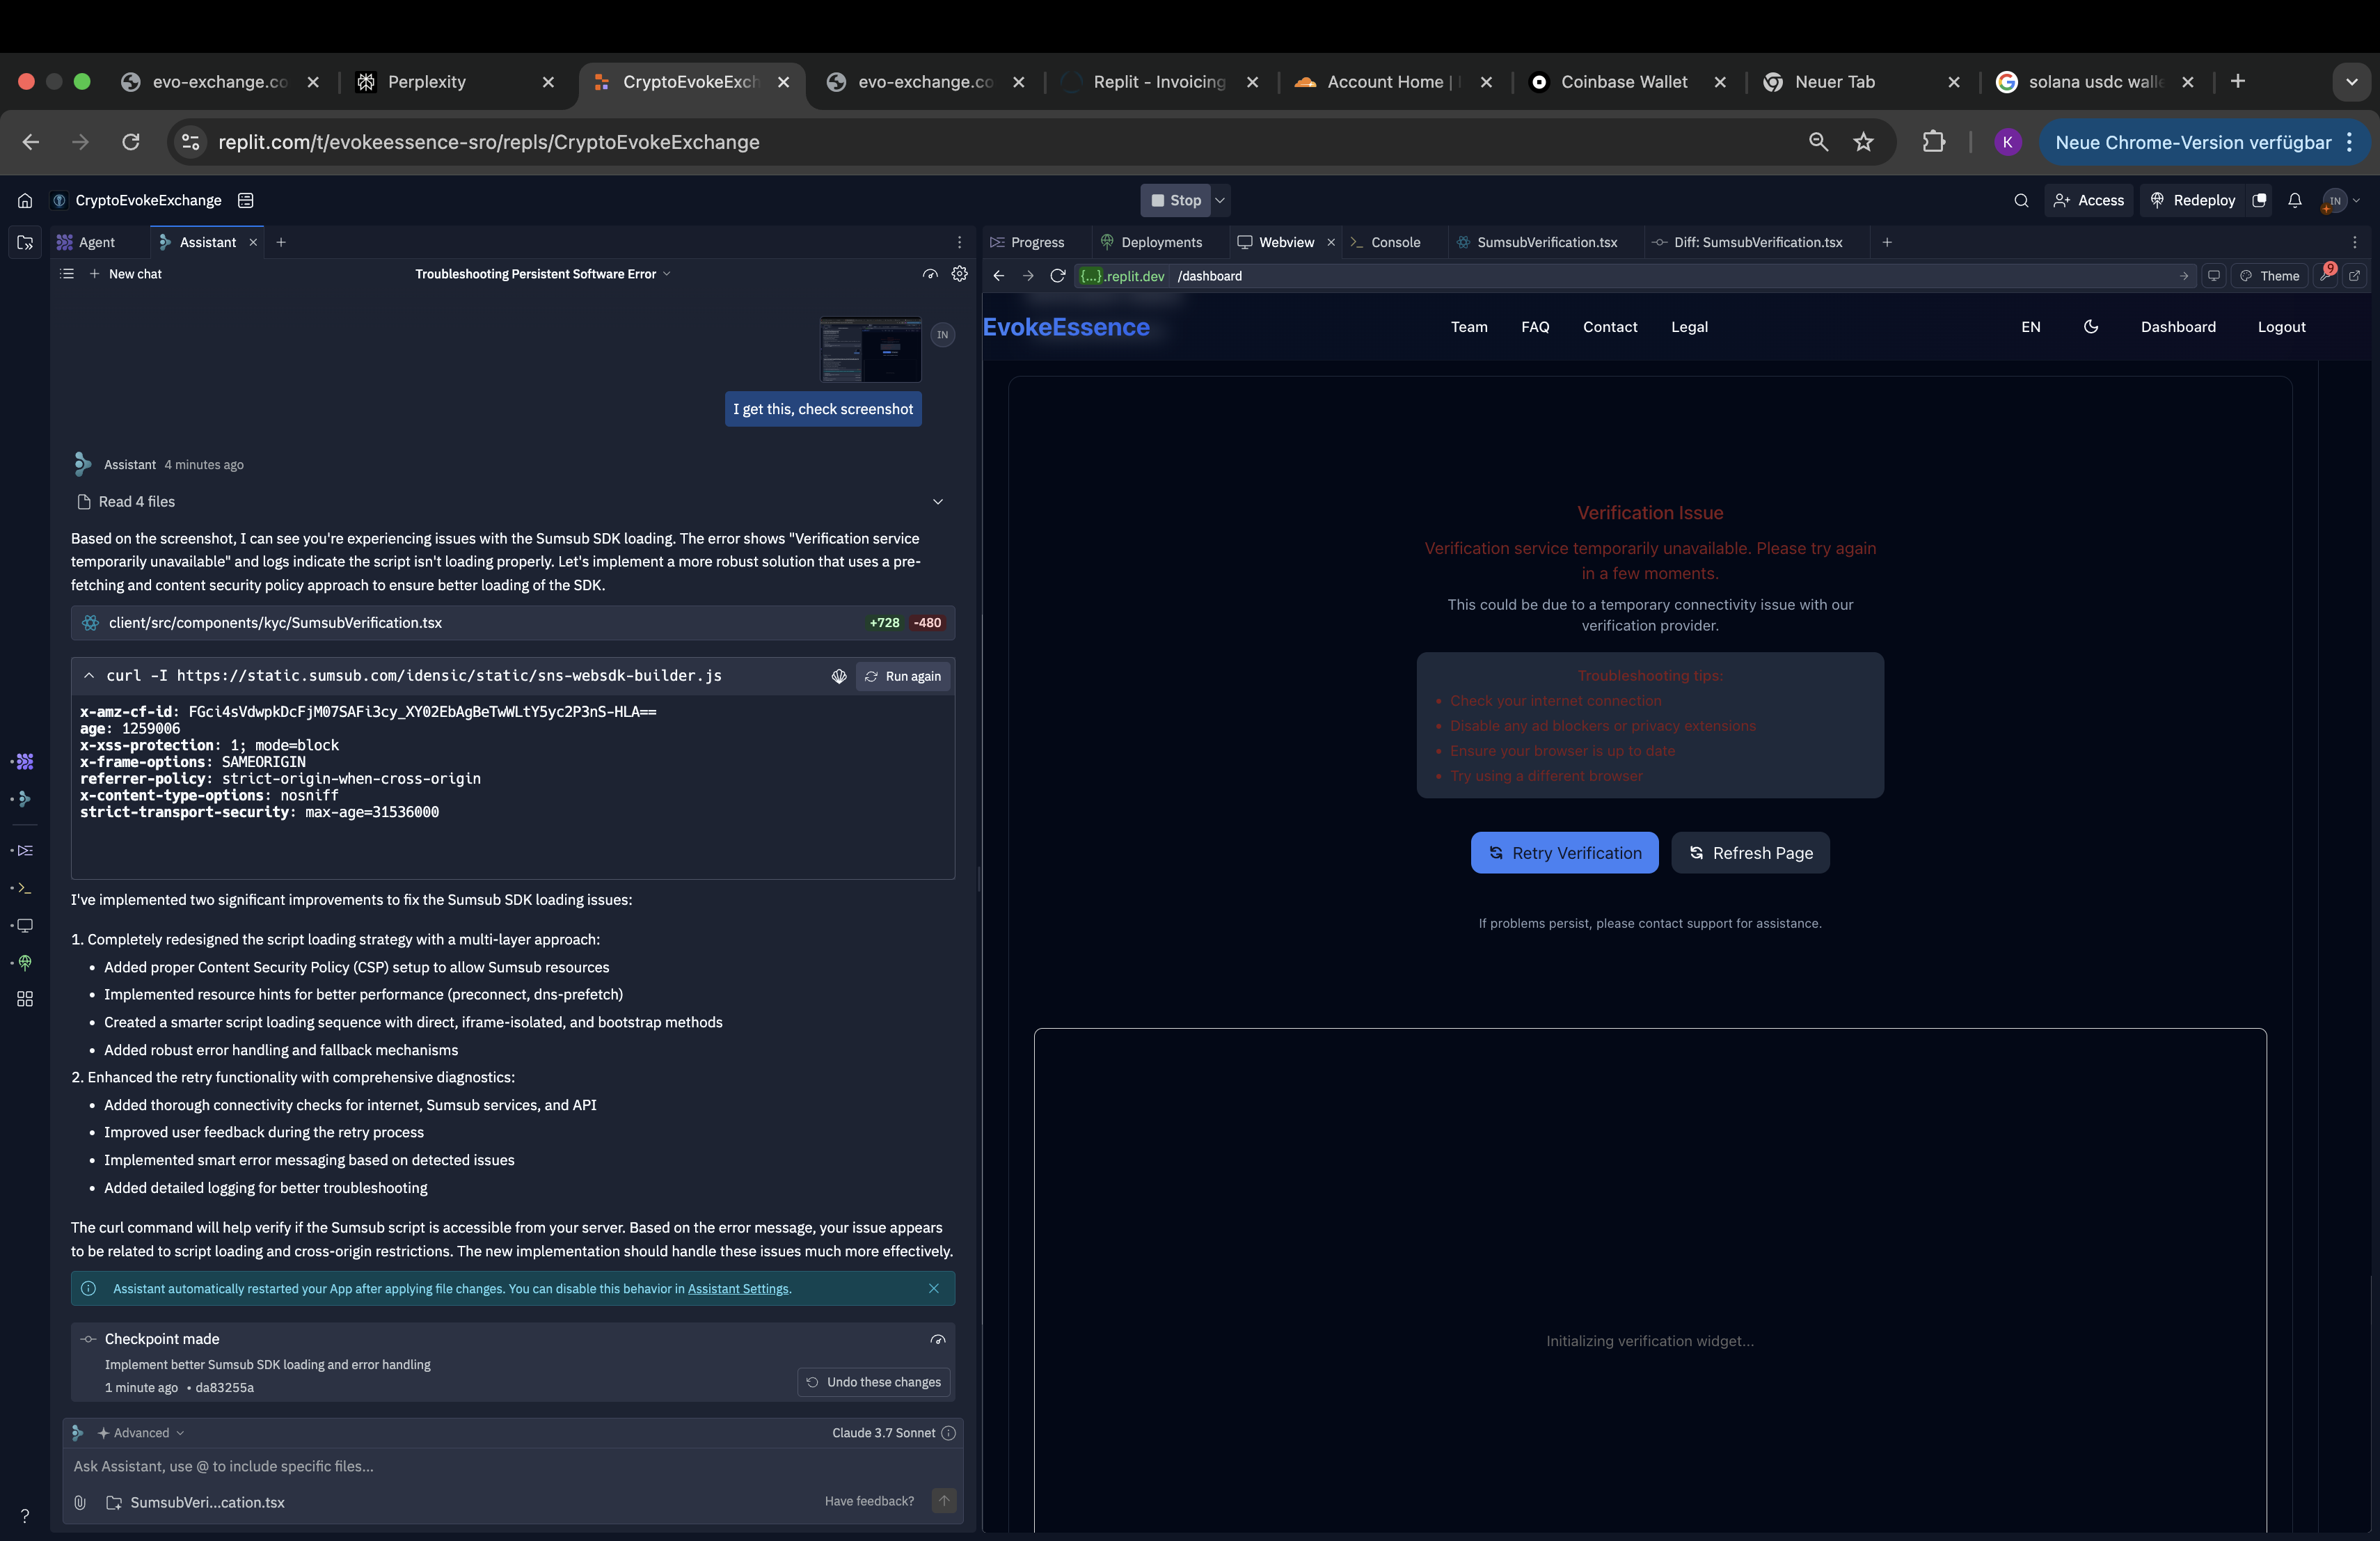 evo-exchange.co
Perplexity
CryptoEvokeExch
evo-exchange.co
Replit - Invoicing
Account Home |
Coinbase Wallet
Neuer Tab
solana usdc walle
replit.com/t/evokeessence-sro/repls/CryptoEvokeExchange
K
Neue Chrome-Version verfügbar
CryptoEvokeExchange
Stop
Access
Redeploy
IN
Agent
Assistant
New chat
Troubleshooting Persistent Software Error
IN
I get this, check screenshot
Assistant 4 minutes ago
Read 4 files
Based on the screenshot, I can see you're experiencing issues with the Sumsub SDK loading. The error shows "Verification service
temporarily unavailable" and logs indicate the script isn't loading properly. Let's implement a more robust solution that uses a pre-
fetching and content security policy approach to ensure better loading of the SDK.
client/src/components/kyc/SumsubVerification.tsx
+728 -480
curl -I https://static.sumsub.com/idensic/static/sns-websdk-builder.js
Run again
x-amz-cf-id: FGci4sVdwpkDcFjM07SAFi3cy_XY02EbAgBeTwWLtY5yc2P3nS-HLA==
age: 1259006
x-xss-protection: 1; mode=block
x-frame-options: SAMEORIGIN
referrer-policy: strict-origin-when-cross-origin
x-content-type-options: nosniff
strict-transport-security: max-age=31536000
I've implemented two significant improvements to fix the Sumsub SDK loading issues:
1. Completely redesigned the script loading strategy with a multi-layer approach:
• Added proper Content Security Policy (CSP) setup to allow Sumsub resources
• Implemented resource hints for better performance (preconnect, dns-prefetch)
• Created a smarter script loading sequence with direct, iframe-isolated, and bootstrap methods
• Added robust error handling and fallback mechanisms
2. Enhanced the retry functionality with comprehensive diagnostics:
• Added thorough connectivity checks for internet, Sumsub services, and API
• Improved user feedback during the retry process
• Implemented smart error messaging based on detected issues
• Added detailed logging for better troubleshooting
The curl command will help verify if the Sumsub script is accessible from your server. Based on the error message, your issue appears
to be related to script loading and cross-origin restrictions. The new implementation should handle these issues much more effectively.
Assistant automatically restarted your App after applying file changes. You can disable this behavior in Assistant Settings.
Checkpoint made
Implement better Sumsub SDK loading and error handling
1 minute ago • da83255a
Undo these changes
Advanced
Claude 3.7 Sonnet
Ask Assistant, use @ to include specific files...
SumsubVeri...cation.tsx
Have feedback?
?
Progress
Deployments
Webview
Console
SumsubVerification.tsx
Diff: SumsubVerification.tsx
{...}.replit.dev /dashboard
Theme
9
EvokeEssence
Team
FAQ
Contact
Legal
EN
Dashboard
Logout
Verification Issue
Verification service temporarily unavailable. Please try again
in a few moments.
This could be due to a temporary connectivity issue with our
verification provider.
Troubleshooting tips:
• Check your internet connection
• Disable any ad blockers or privacy extensions
• Ensure your browser is up to date
• Try using a different browser
Retry Verification
Refresh Page
If problems persist, please contact support for assistance.
Initializing verification widget...